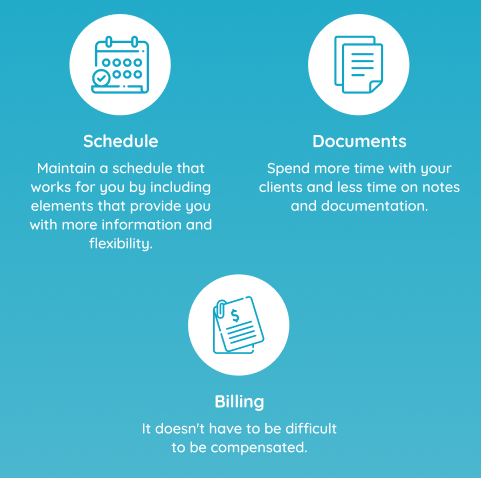 Schedule
Maintain a schedule that
works for you by including
elements that provide you
with more information and
flexibility.
Documents
Spend more time with your
clients and less time on notes
and documentation.
$
Billing
It doesn't have to be difficult
to be compensated.